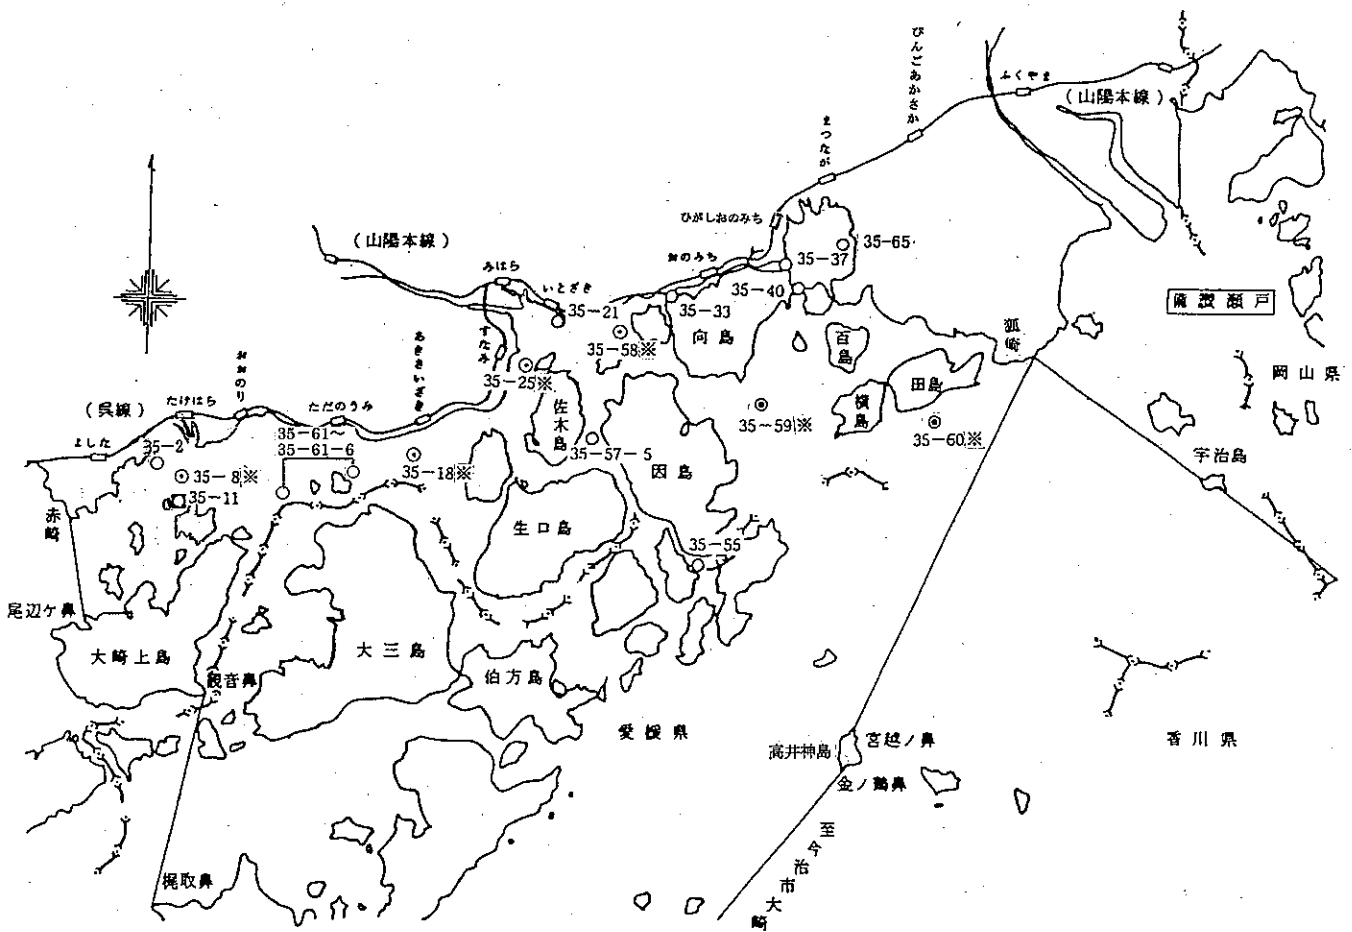 びんごあかさか
ふくやま
(山陽本線)
まつなが
ひがしおのみち
(山陽本線)
35-65
おのみち
35-37
みはら
いとざき
35-40
備讃瀬戸
35-21
35-33
向島
百島
狐崎
すなみ
35-58※
岡山県
あきさいざき
35-25※
田島
おおのり
たけはら
(呉線)
ただのうみ
佐木島
35~59※
横島
35-60※
よしな
35-2
35-61~
35-61-6
35-57-5
宇治島
35-8※
35-18※
因島
35~11
赤崎
生口島
35-55
尾辺ケ鼻
大崎上島
大三島
観音鼻
伯方島
愛媛県
高井神島
宮越ノ鼻
香川県
金ノ鶴鼻
至今治市大崎
梶取鼻